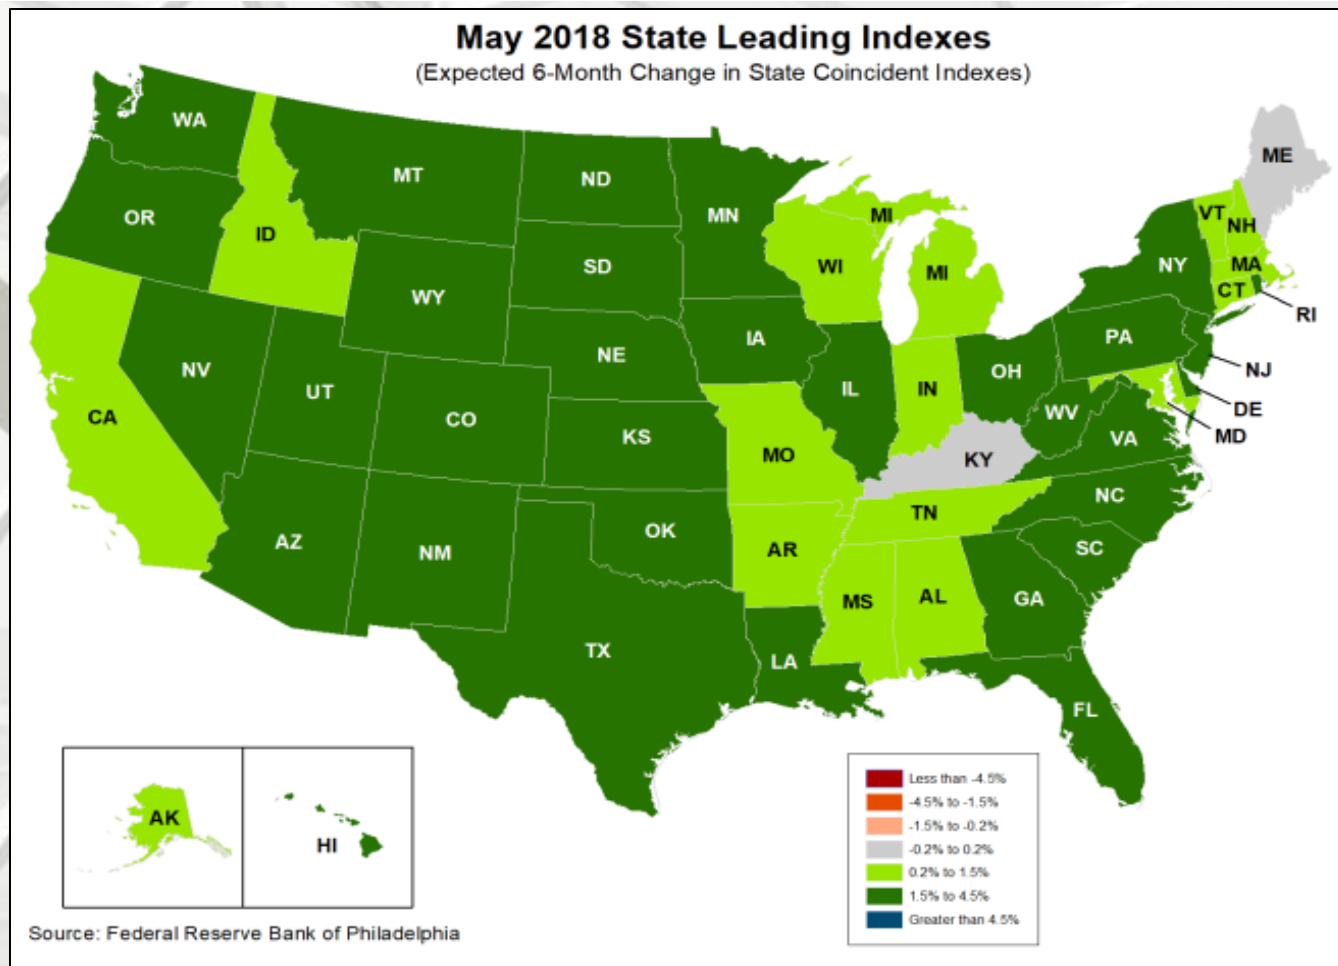 May 2018 State Leading Indexes
(Expected 6-Month Change in State Coincident Indexes)
WA
MT
ND
MN
OR
ID
SD
WY
WI
MI
MI
ME
VT
NH
NY
MA
CT
RI
NV
UT
CO
NE
IA
IL
IN
OH
PA
NJ
DE
MD
WV
VA
CA
KS
MO
KY
NC
TN
AZ
NM
OK
AR
SC
MS
AL
GA
TX
LA
FL
AK
HI
Less than -4.5%
-4.5% to -1.5%
-1.5% to -0.2%
-0.2% to 0.2%
0.2% to 1.5%
1.5% to 4.5%
Greater than 4.5%
Source: Federal Reserve Bank of Philadelphia